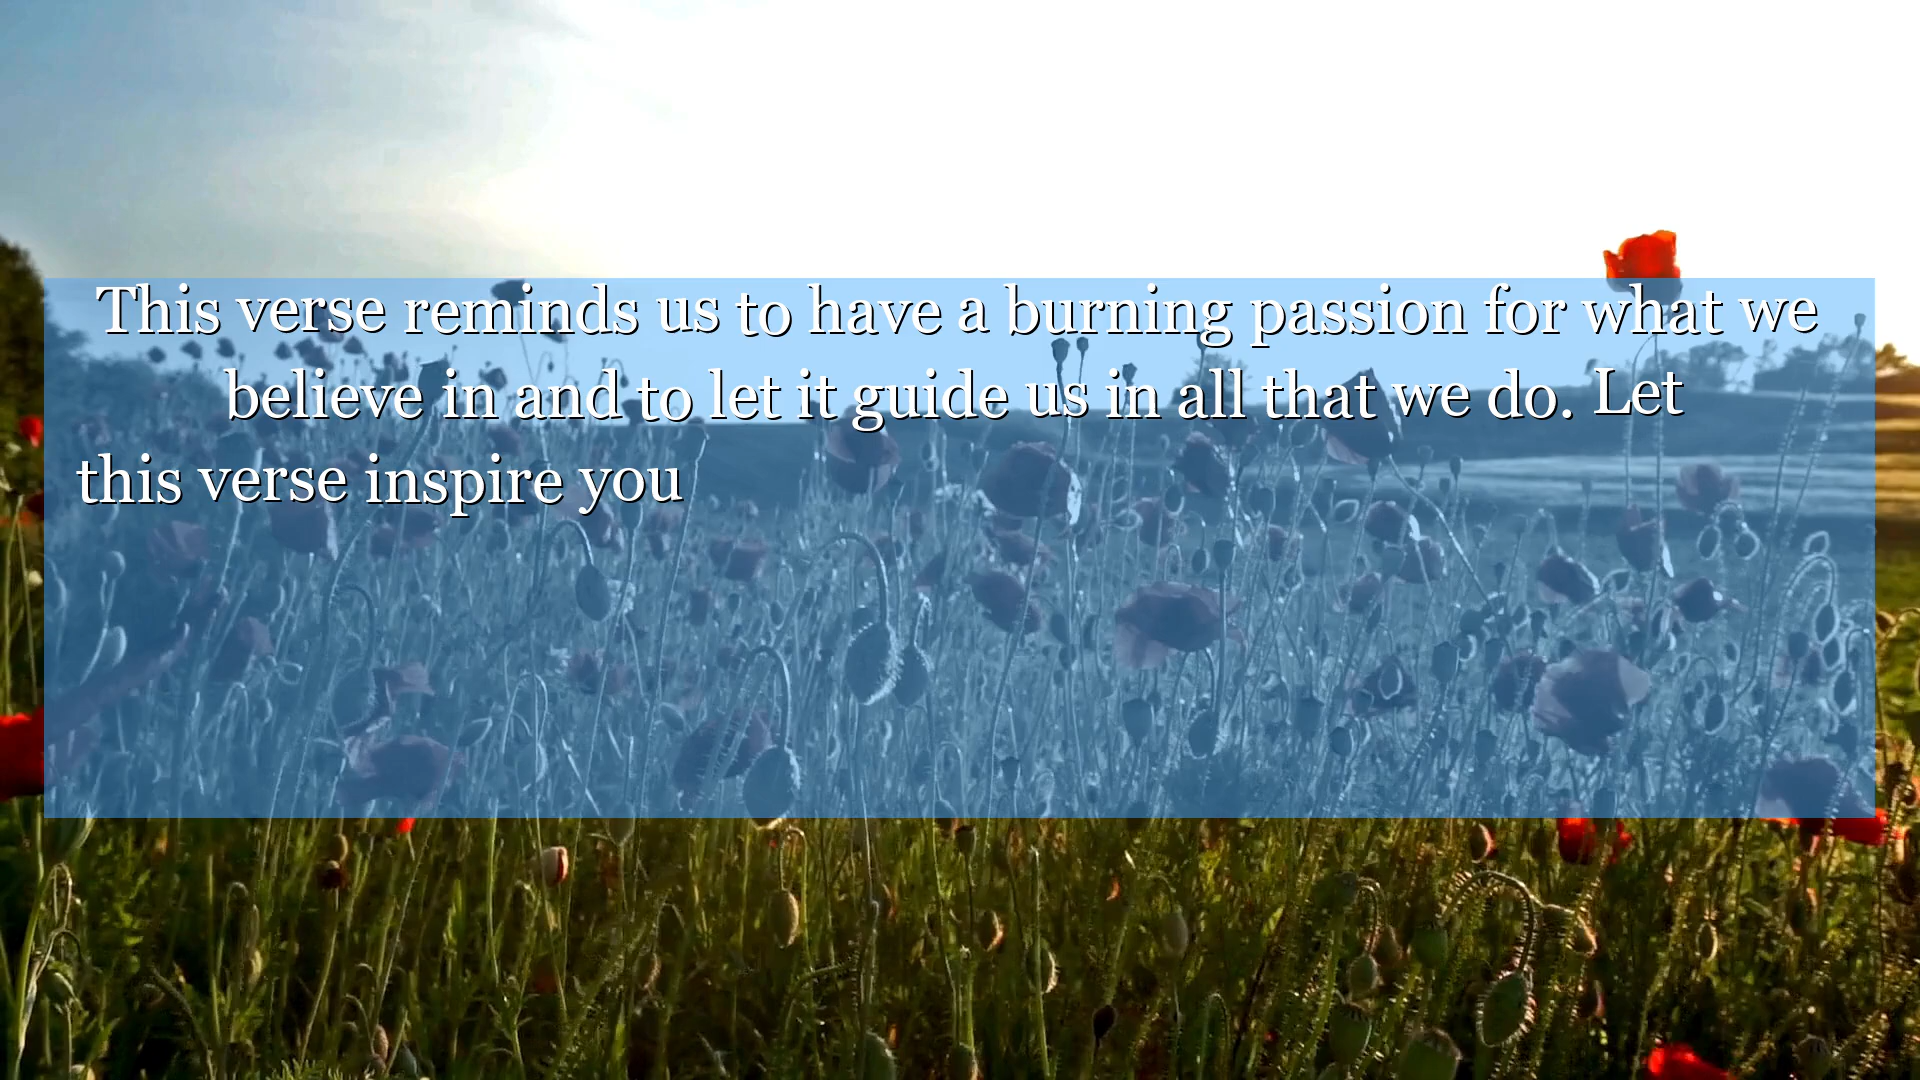 This verse reminds us to have a burning passion for what we
believe in and to let it guide us in all that we do. Let
this verse inspire you